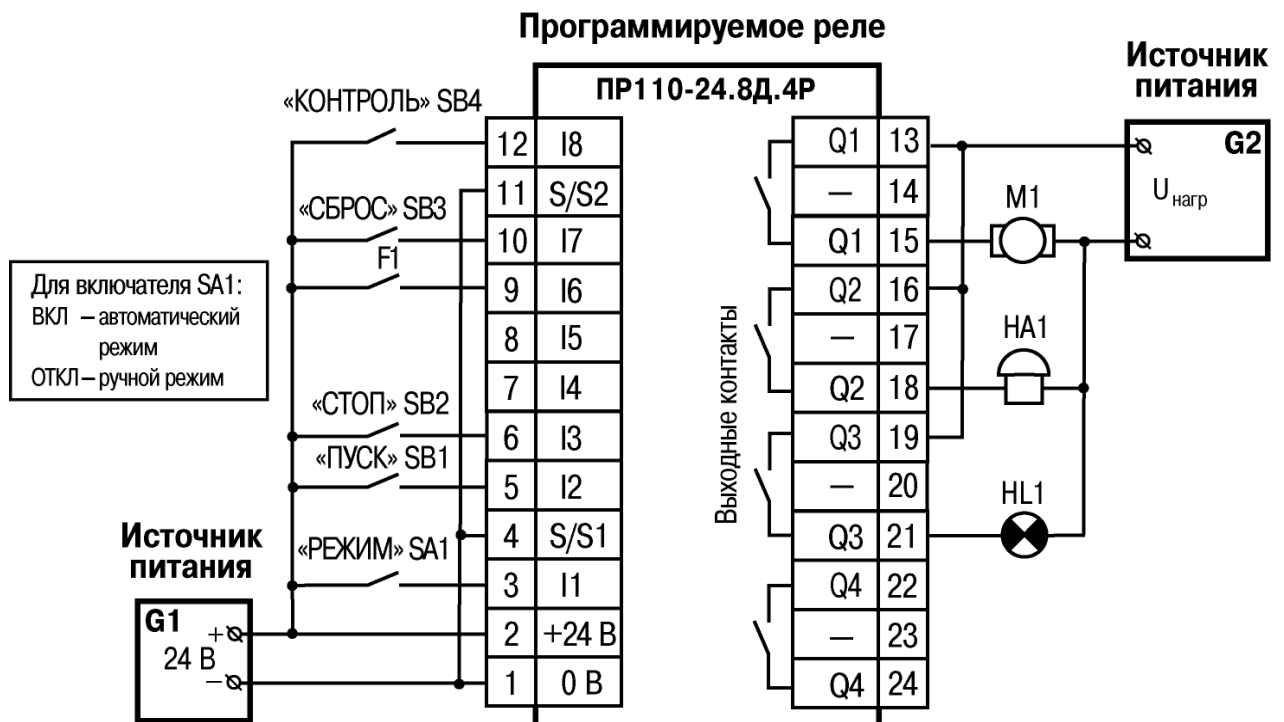 Программируемое реле
ПР110-24.8Д.4Р
Источник
питания
G2
U нагр
«КОНТРОЛЬ» SB4
12 I8
11 S/S2
«СБРОС» SB3
10 I7
F1
9 I6
8 I5
7 I4
«СТОП» SB2
6 I3
«ПУСК» SB1
5 I2
4 S/S1
«РЕЖИМ» SA1
3 I1
2 +24 В
1 0 В
Для включателя SA1:
ВКЛ – автоматический
режим
ОТКЛ – ручной режим
Источник
питания
G1
+
24 В
–
Выходные контакты
Q1 13
– 14
Q1 15
Q2 16
– 17
Q2 18
Q3 19
– 20
Q3 21
Q4 22
– 23
Q4 24
M1
HA1
HL1